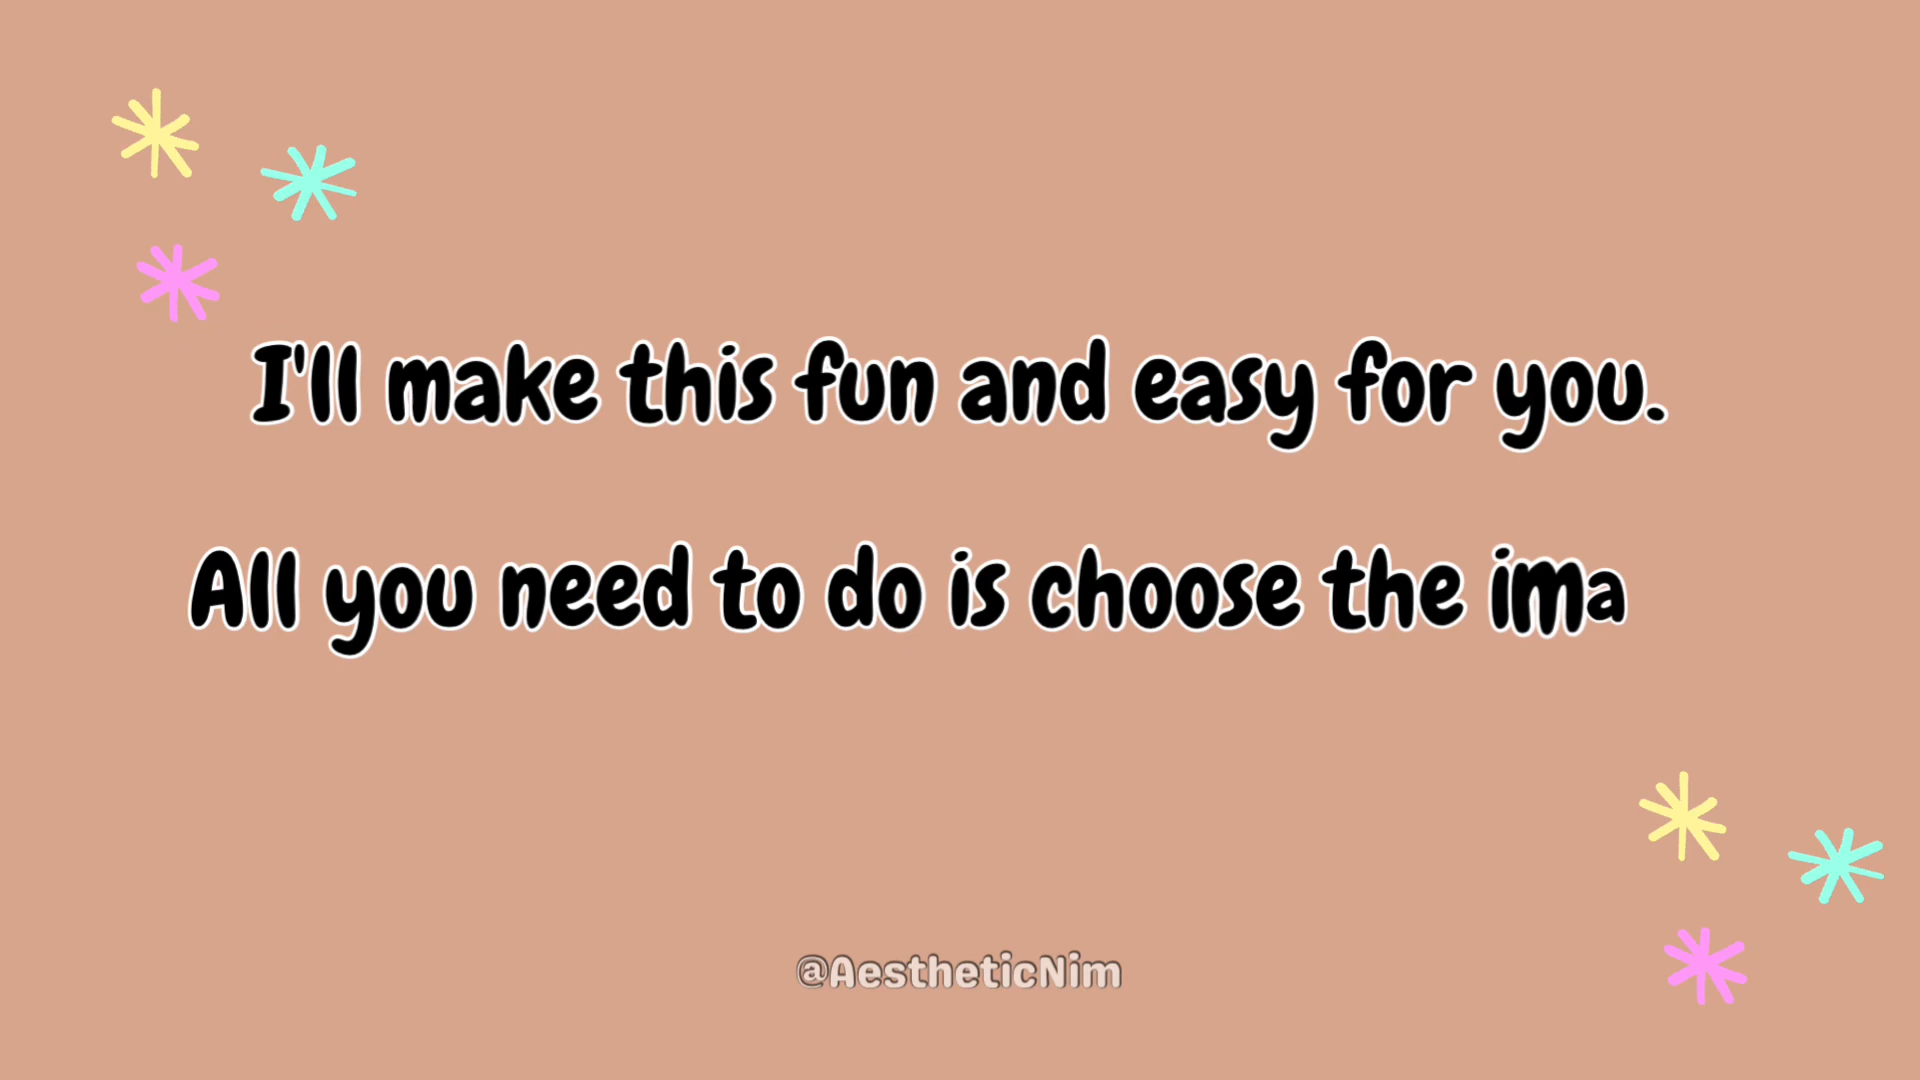 I'll make this fun and easy for you.
All you need to do is choose the ima
@AestheticNim